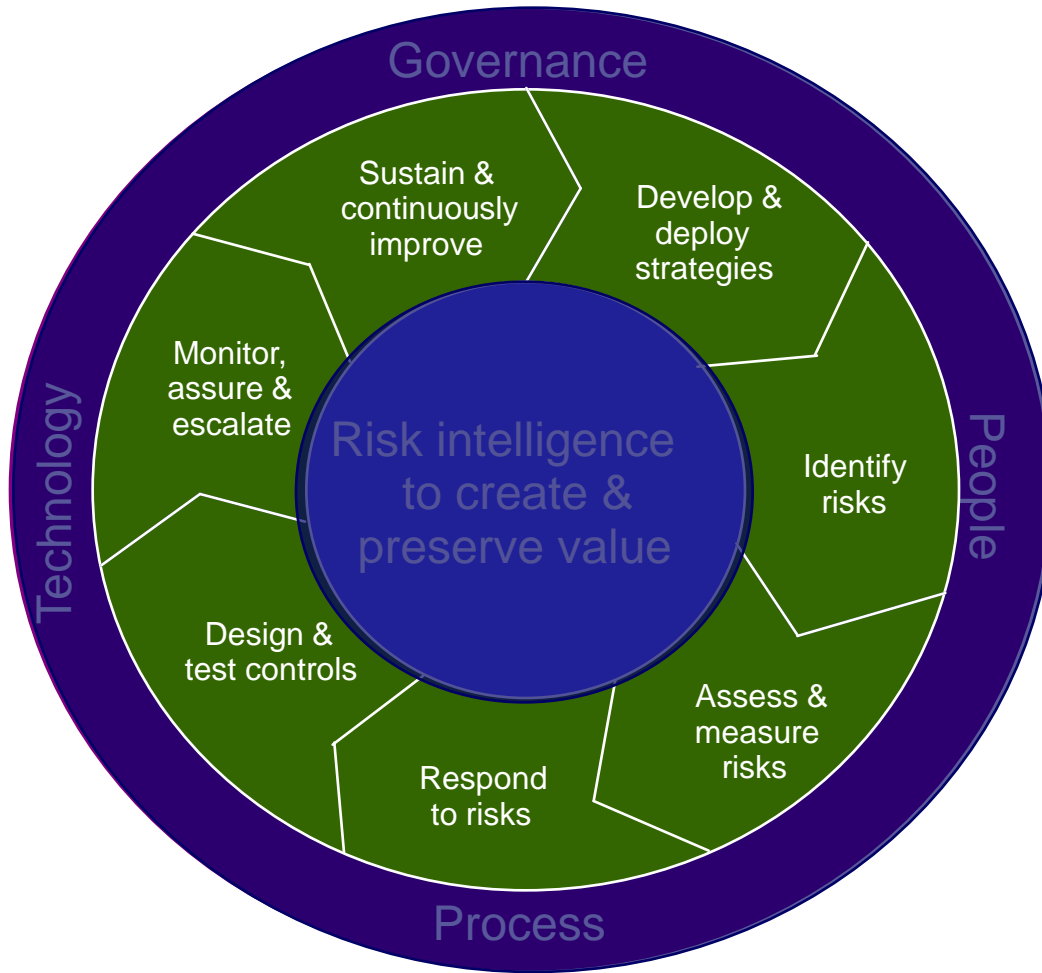 Governance
Sustain &
continuously
improve
Develop &
deploy
strategies
Monitor,
assure &
escalate
Technology
Risk intelligence
to create &
preserve value
Identify
risks
People
Design &
test controls
Assess &
measure
risks
Respond
to risks
Process